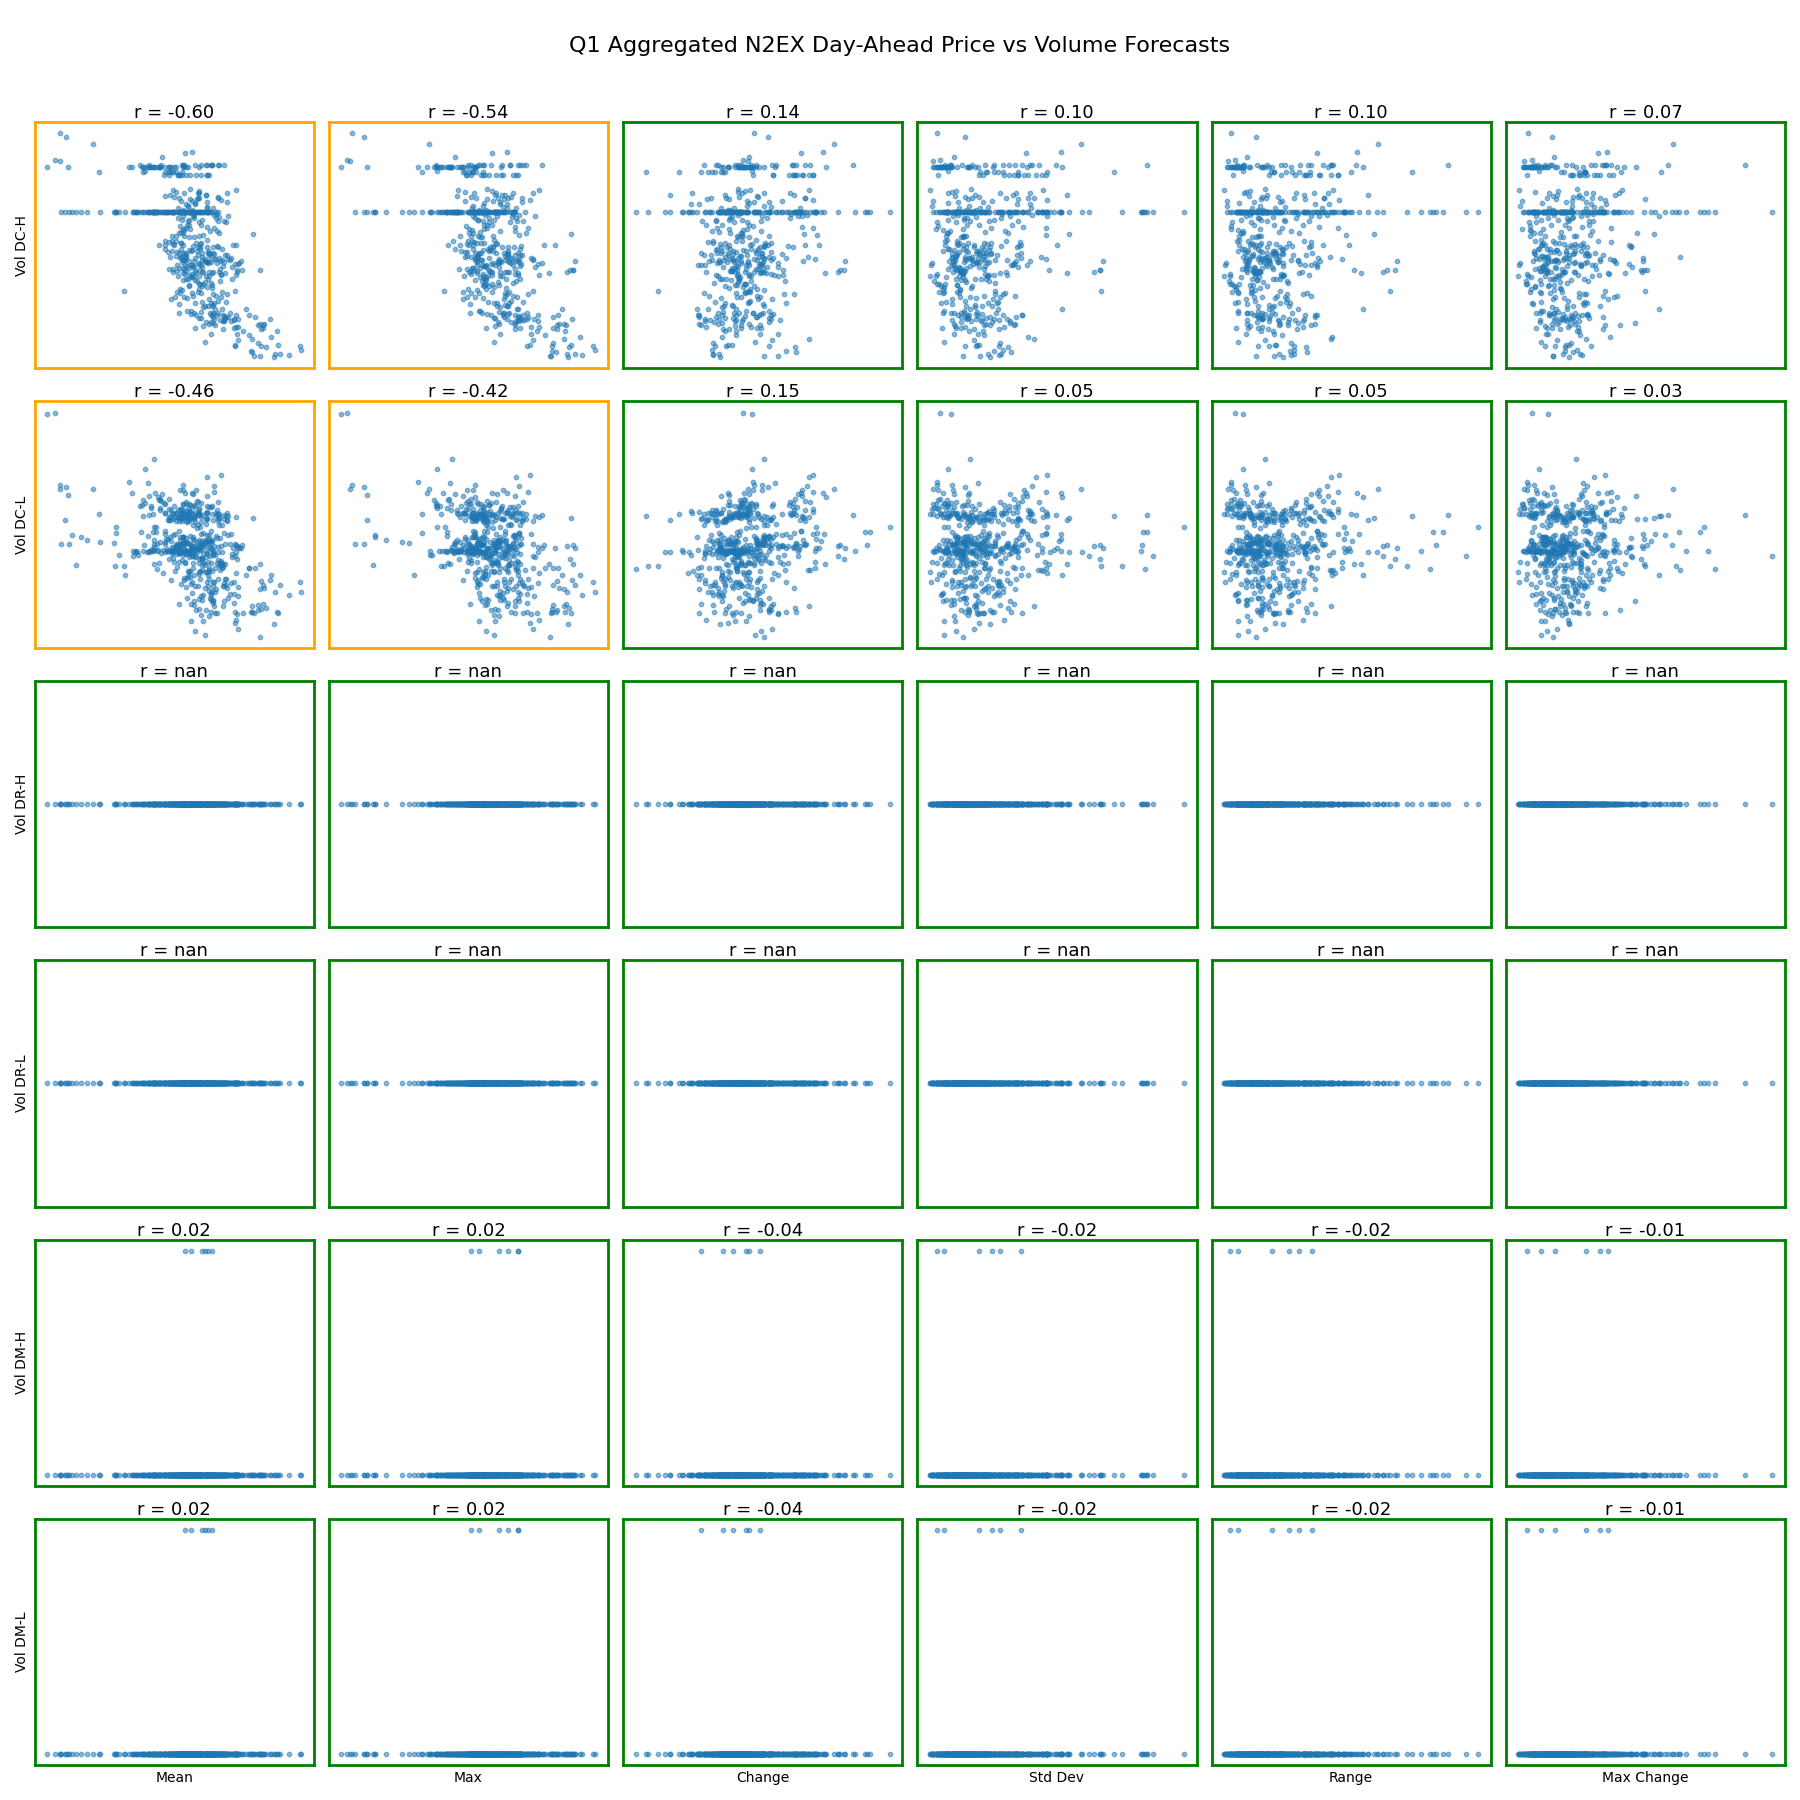 Q1 Aggregated N2EX Day-Ahead Price vs Volume Forecasts
r = -0.60
r = -0.54
r = 0.14
r = 0.10
r = 0.10
r = 0.07
Vol DC-H
r = -0.46
r = -0.42
r = 0.15
r = 0.05
r = 0.05
r = 0.03
Vol DC-L
r = nan
r = nan
r = nan
r = nan
r = nan
r = nan
Vol DR-H
r = nan
r = nan
r = nan
r = nan
r = nan
r = nan
Vol DR-L
r = 0.02
r = 0.02
r = -0.04
r = -0.02
r = -0.02
r = -0.01
Vol DM-H
r = 0.02
r = 0.02
r = -0.04
r = -0.02
r = -0.02
r = -0.01
Vol DM-L
Mean
Max
Change
Std Dev
Range
Max Change